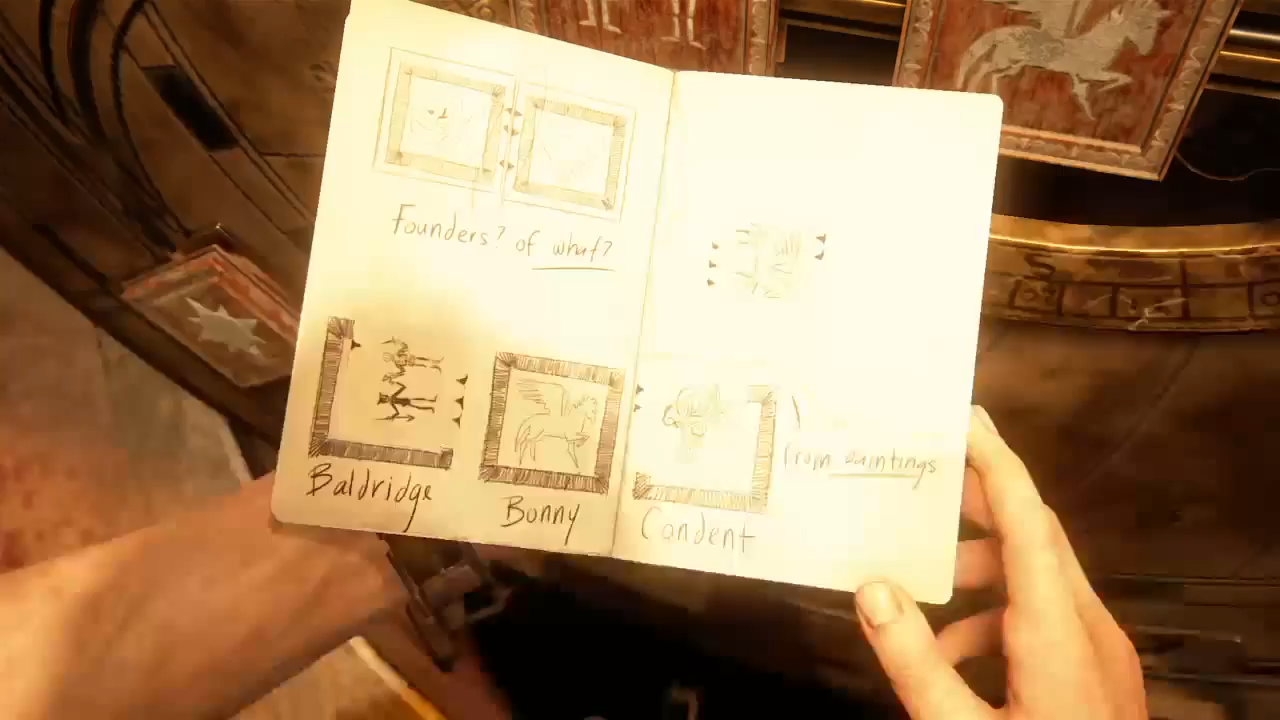 Founders? of what?
Baldridge
Bonny
Condent
from paintings